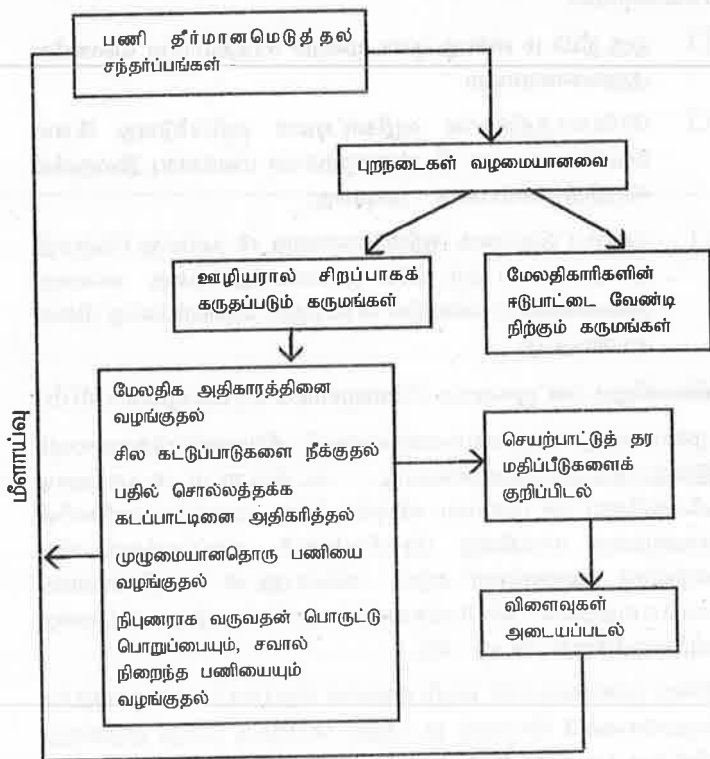 பணி தீர்மானமெடுத்தல்
சந்தர்ப்பங்கள்
புறநடைகள் வழமையானவை
ஊழியரால் சிறப்பாகக்
கருதப்படும் கருமங்கள்
மேலதிகாரிகளின்
ஈடுபாட்டை வேண்டி
நிற்கும் கருமங்கள்
மீளாய்வு
மேலதிக அதிகாரத்தினை
வழங்குதல்
சில கட்டுப்பாடுகளை நீக்குதல்
பதில் சொல்லத்தக்க
கடப்பாட்டினை அதிகரித்தல்
முழுமையானதொரு பணியை
வழங்குதல்
நிபுணராக வருவதன் பொருட்டு
பொறுப்பையும், சவால்
நிறைந்த பணியையும்
வழங்குதல்
செயற்பாட்டுத் தர
மதிப்பீடுகளைக்
குறிப்பிடல்
விளைவுகள்
அடையப்படல்